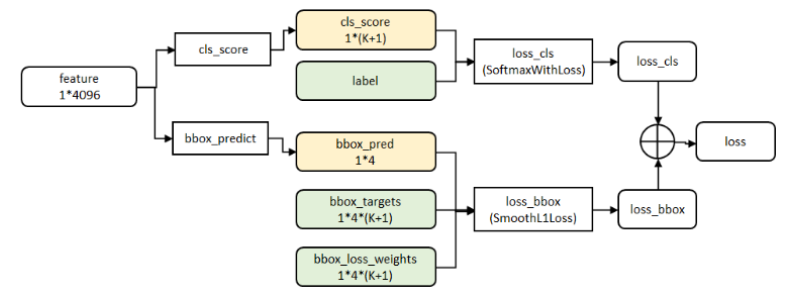 feature
1*4096
cls_score
bbox_predict
cls_score
1*(K+1)
label
bbox_pred
1*4
bbox_targets
1*4*(K+1)
bbox_loss_weights
1*4*(K+1)
loss_cls
(SoftmaxWithLoss)
loss_bbox
(SmoothL1Loss)
loss_cls
loss_bbox
loss